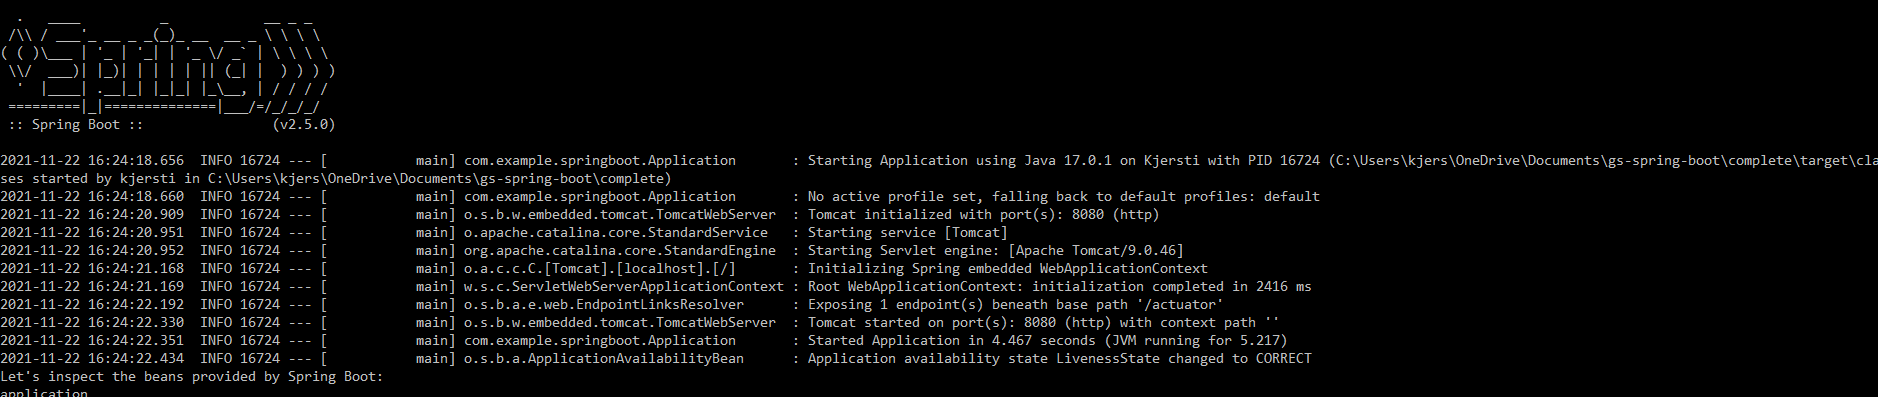 .   ____          _            __ _ _
 /\\ / ___'_ __ _ _(_)_ __  __ _ \ \ \ \
( ( )\___ | '_ | '_| | '_ \/ _` | \ \ \ \
 \\/  ___)| |_)| | | | | || (_| |  ) ) ) )
  '  |____| .__|_| |_|_| |_\__, | / / / /
 =========|_|==============|___/=/_/_/_/
 :: Spring Boot ::                (v2.5.0)

2021-11-22 16:24:18.656  INFO 16724 --- [           main] com.example.springboot.Application       : Starting Application using Java 17.0.1 on Kjersti with PID 16724 (C:\Users\kjers\OneDrive\Documents\gs-spring-boot\complete\target\cla
ses started by kjersti in C:\Users\kjers\OneDrive\Documents\gs-spring-boot\complete)
2021-11-22 16:24:18.660  INFO 16724 --- [           main] com.example.springboot.Application       : No active profile set, falling back to default profiles: default
2021-11-22 16:24:20.909  INFO 16724 --- [           main] o.s.b.w.embedded.tomcat.TomcatWebServer  : Tomcat initialized with port(s): 8080 (http)
2021-11-22 16:24:20.951  INFO 16724 --- [           main] o.apache.catalina.core.StandardService   : Starting service [Tomcat]
2021-11-22 16:24:20.952  INFO 16724 --- [           main] org.apache.catalina.core.StandardEngine  : Starting Servlet engine: [Apache Tomcat/9.0.46]
2021-11-22 16:24:21.168  INFO 16724 --- [           main] o.a.c.c.C.[Tomcat].[localhost].[/]       : Initializing Spring embedded WebApplicationContext
2021-11-22 16:24:21.169  INFO 16724 --- [           main] w.s.c.ServletWebServerApplicationContext : Root WebApplicationContext: initialization completed in 2416 ms
2021-11-22 16:24:22.192  INFO 16724 --- [           main] o.s.b.a.e.web.EndpointLinksResolver      : Exposing 1 endpoint(s) beneath base path '/actuator'
2021-11-22 16:24:22.330  INFO 16724 --- [           main] o.s.b.w.embedded.tomcat.TomcatWebServer  : Tomcat started on port(s): 8080 (http) with context path ''
2021-11-22 16:24:22.351  INFO 16724 --- [           main] com.example.springboot.Application       : Started Application in 4.467 seconds (JVM running for 5.217)
2021-11-22 16:24:22.434  INFO 16724 --- [           main] o.s.b.a.ApplicationAvailabilityBean      : Application availability state LivenessState changed to CORRECT
Let's inspect the beans provided by Spring Boot:
application